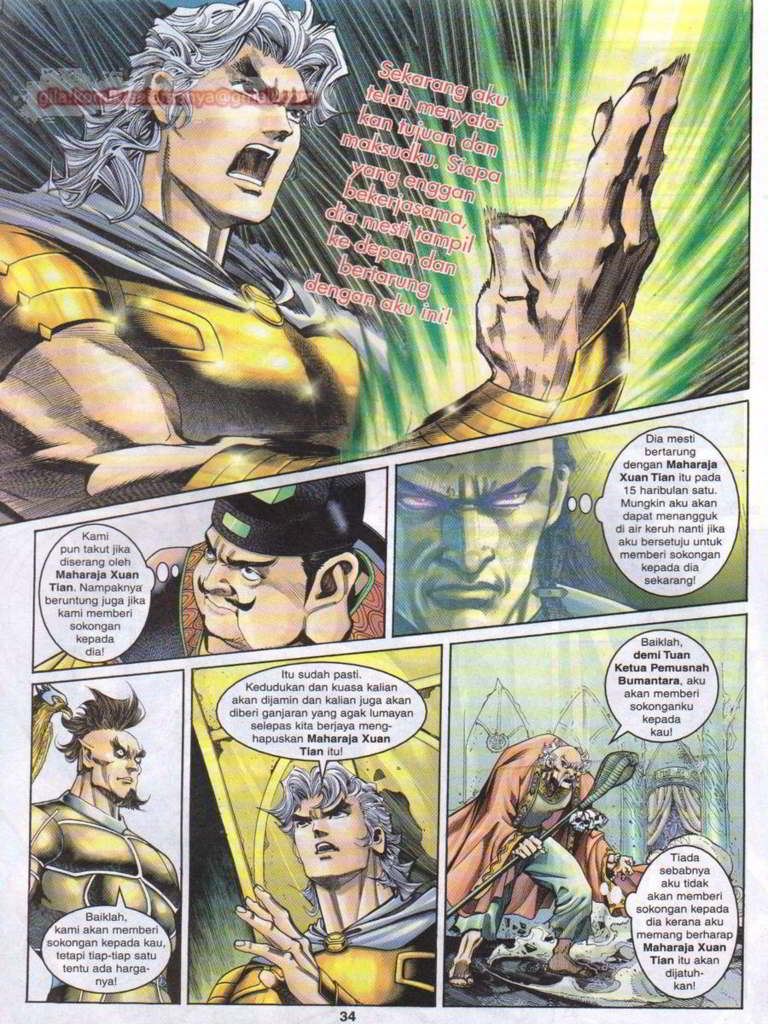 Sekarang aku
telah menyata-
kan tujuan dan
maksudku. Siapa
yang enggan
bekerjasama,
dia mesti tampil
ke depan dan
bertarung
dengan aku ini!
Kami
pun takut jika
diserang oleh
Maharaja Xuan
Tian. Nampaknya
beruntung juga jika
kami memberi
sokongan
kepada
dia!
Dia mesti
bertarung
dengan Maharaja
Xuan Tian itu pada
15 haribulan satu.
Mungkin aku akan
dapat menangguk
di air keruh nanti jika
aku bersetuju untuk
memberi sokongan
kepada dia
sekarang!
Baiklah,
kami akan memberi
sokongan kepada kau,
tetapi tiap-tiap satu
tentu ada harga-
nya!
Itu sudah pasti.
Kedudukan dan kuasa kalian
akan dijamin dan kalian juga akan
diberi ganjaran yang agak lumayan
selepas kita berjaya meng-
hapuskan Maharaja Xuan
Tian itu!
Baiklah,
demi Tuan
Ketua Pemusnah
Bumantara, aku
akan memberi
sokonganku
kepada
kau!
Tiada
sebabnya
aku tidak
akan memberi
sokongan kepada
dia kerana aku
memang berharap
Maharaja Xuan
Tian itu akan
dijatuh-
kan!
34